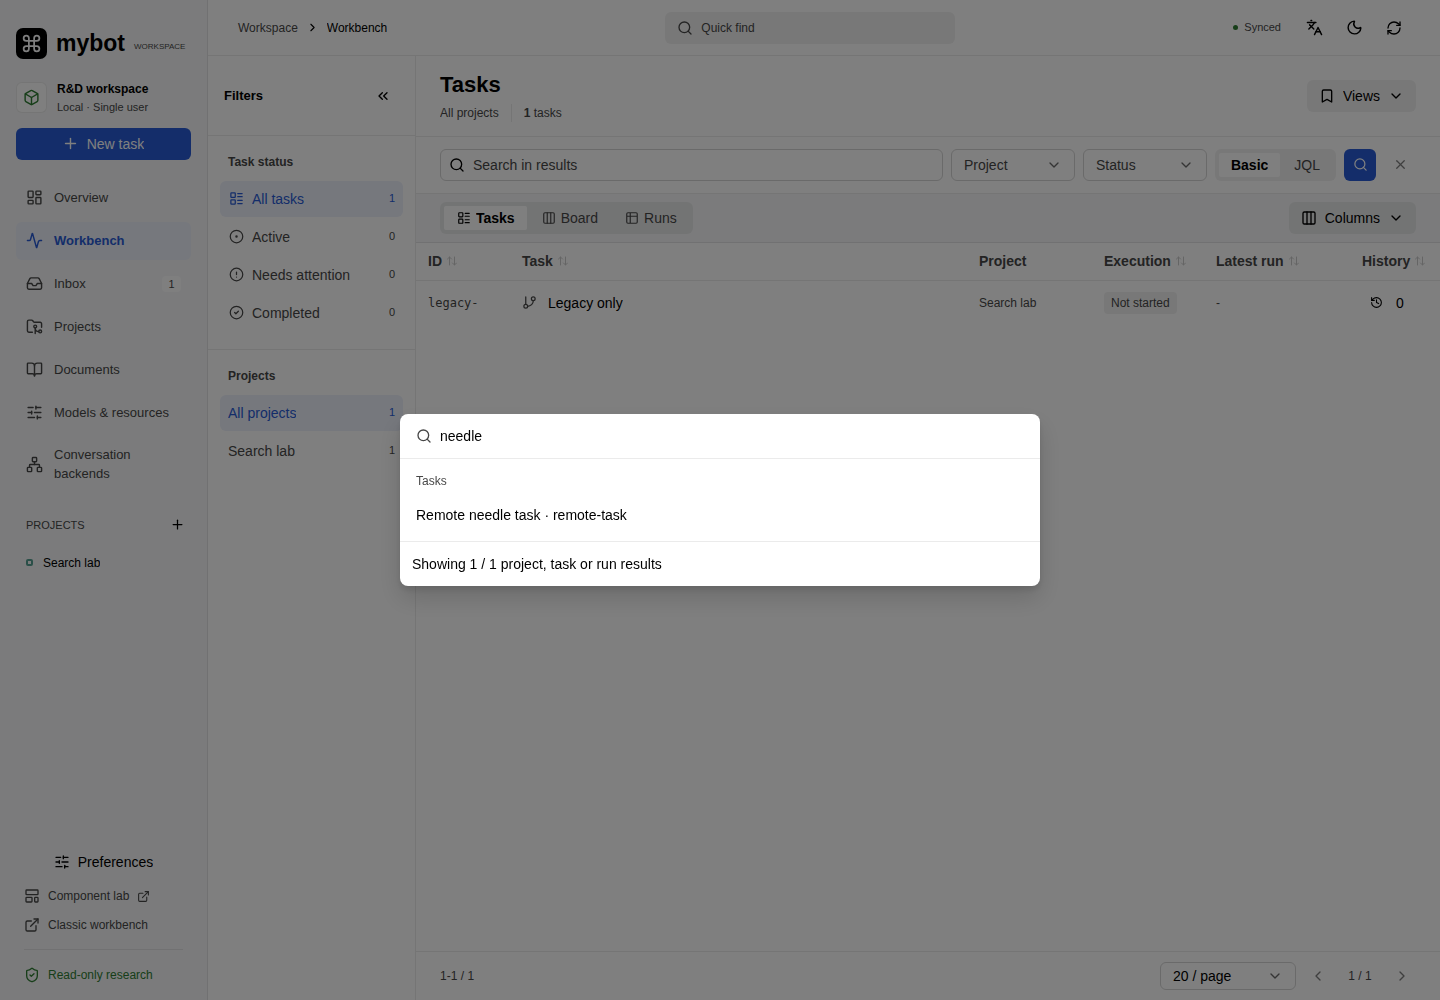 mybot WORKSPACE
R&D workspace
Local · Single user
New task
Overview
Workbench
Inbox 1
Projects
Documents
Models & resources
Conversation
backends
PROJECTS
Search lab
Preferences
Component lab
Classic workbench
Read-only research
Workspace Workbench
Quick find
Synced
Filters
Task status
All tasks 1
Active 0
Needs attention 0
Completed 0
Projects
All projects 1
Search lab 1
Tasks
All projects 1 tasks
Views
Search in results
Project
Status
Basic JQL
Tasks Board Runs
Columns
ID Task Project Execution Latest run History
legacy- Legacy only Search lab Not started - 0
needle
Tasks
Remote needle task · remote-task
Showing 1 / 1 project, task or run results
1-1 / 1
20 / page
1 / 1